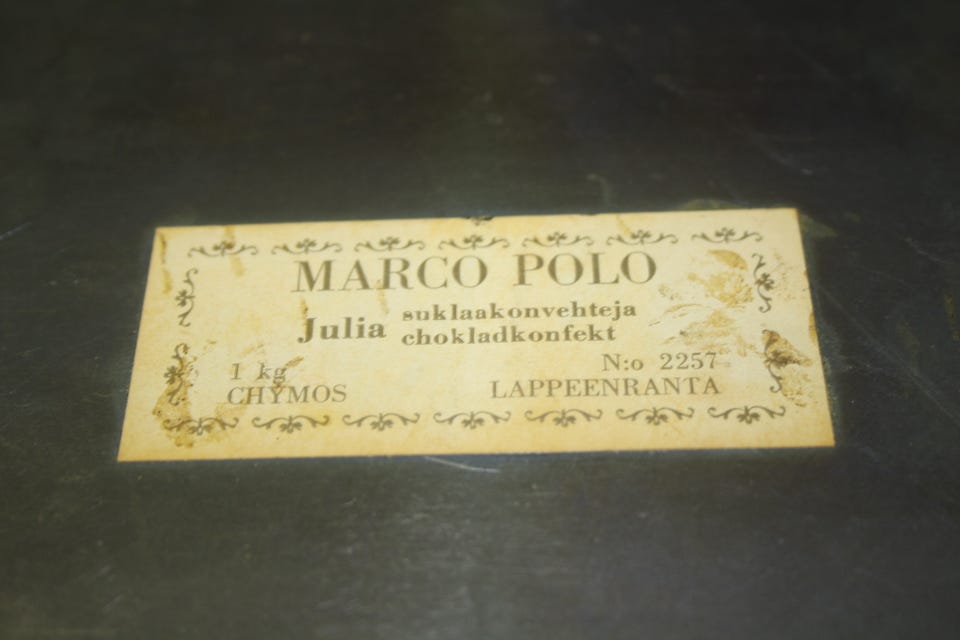 MARCO POLO
Julia suklaakonvehteja
chokladkonfekt
1 kg N:o 2257
CHYMOS LAPPEENRANTA